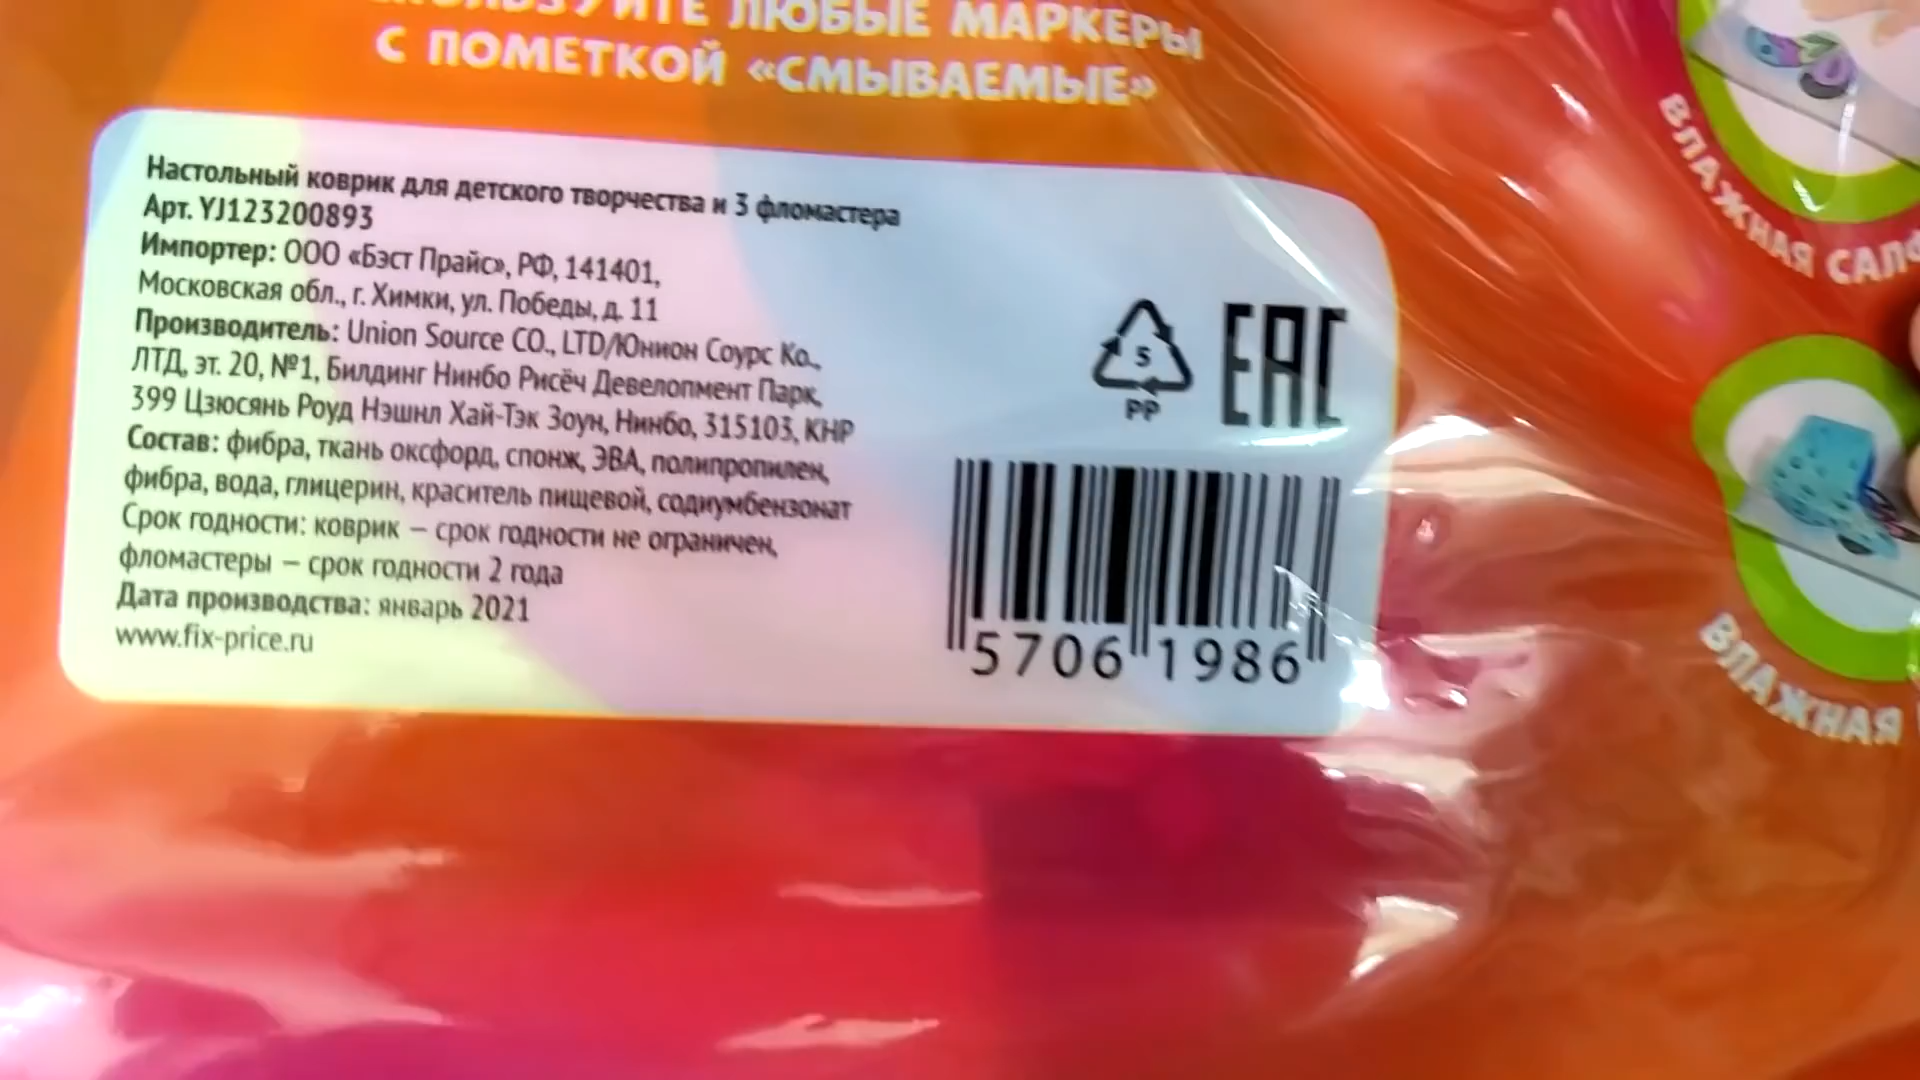 ЛЮБЫЕ МАРКЕРЫ
С ПОМЕТКОЙ «СМЫВАЕМЫЕ»
Настольный коврик для детского творчества и 3 фломастера
Арт. YJ123200893
Импортер: ООО «Бэст Прайс», РФ, 141401,
Московская обл., г. Химки, ул. Победы, д. 11
Производитель: Union Source CO., LTD/Юнион Соурс Ко.,
ЛТД, эт. 20, №1, Билдинг Нинбо Рисёч Девелопмент Парк,
399 Цзюсянь Роуд Нэшнл Хай-Тэк Зоун, Нинбо, 315103, КНР
Состав: фибра, ткань оксфорд, спонж, ЭВА, полипропилен,
фибра, вода, глицерин, краситель пищевой, содиумбензонат
Срок годности: коврик – срок годности не ограничен,
фломастеры – срок годности 2 года
Дата производства: январь 2021
www.fix-price.ru
5
PP
EAC
5706 1986
ВЛАЖНАЯ
ВЛАЖНАЯ